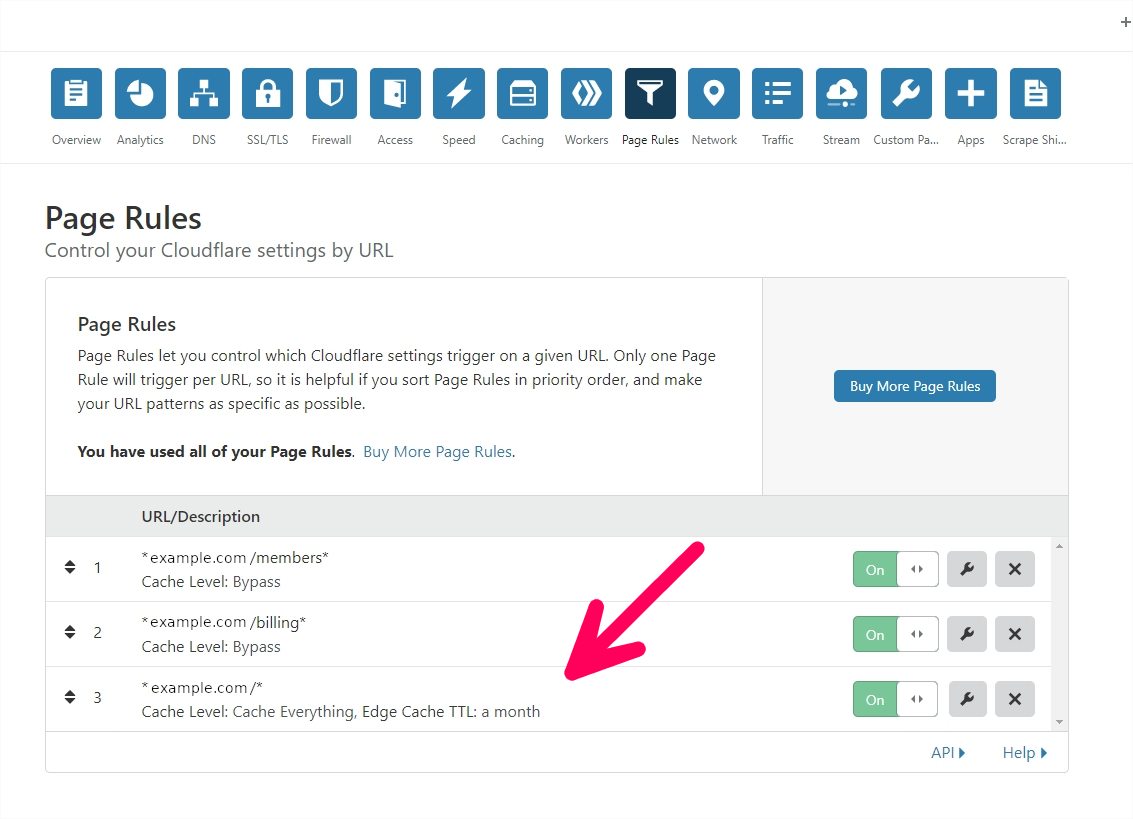 +
Overview Analytics DNS SSL/TLS Firewall Access Speed Caching Workers Page Rules Network Traffic Stream Custom Pa... Apps Scrape Shi...
Page Rules
Control your Cloudflare settings by URL
Page Rules
Page Rules let you control which Cloudflare settings trigger on a given URL. Only one Page
Rule will trigger per URL, so it is helpful if you sort Page Rules in priority order, and make
your URL patterns as specific as possible.
Buy More Page Rules
You have used all of your Page Rules. Buy More Page Rules.
URL/Description
1 *example.com /members* On
Cache Level: Bypass
2 *example.com /billing* On
Cache Level: Bypass
3 *example.com /* On
Cache Level: Cache Everything, Edge Cache TTL: a month
API Help